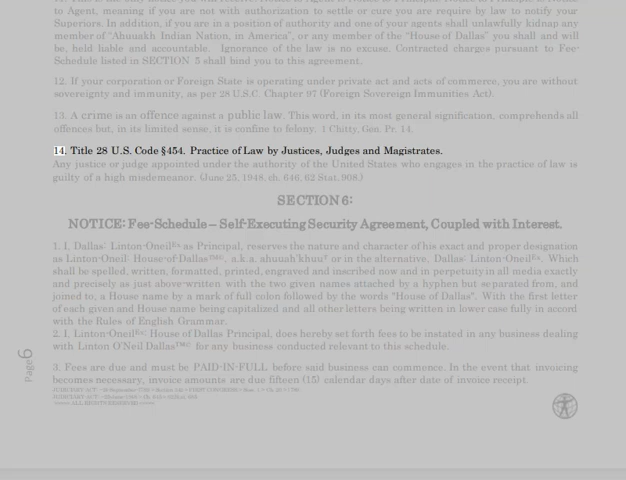 to Agent, meaning if you are not with authorization to settle or cure you are require by law to notify your
Superiors. In addition, if you are in a position of authority and one of your agents shall unlawfully kidnap any
member of "Ahuuakh Indian Nation, in America", or any member of the "House of Dallas" you shall and will
be, held liable and accountable. Ignorance of the law is no excuse. Contracted charges pursuant to Fee-
Schedule listed in SECTION 5 shall bind you to this agreement.
12. If your corporation or Foreign State is operating under private act and acts of commerce, you are without
sovereignty and immunity, as per 28 U.S.C. Chapter 97 (Foreign Sovereign Immunities Act).
13. A crime is an offence against a public law. This word, in its most general signification, comprehends all
offences but, in its limited sense, it is confine to felony. 1 Chitty, Gen. Pr. 14.
14. Title 28 U.S. Code §454. Practice of Law by Justices, Judges and Magistrates.
Any justice or judge appointed under the authority of the United States who engages in the practice of law is
guilty of a high misdemeanor. (June 25, 1948, ch. 646, 62 Stat. 908.)
SECTION 6:
NOTICE: Fee-Schedule – Self-Executing Security Agreement, Coupled with Interest.
1. I, Dallas: Linton-Oneil as Principal, reserves the nature and character of his exact and proper designation
as Linton-Oneil: House-of-Dallas, a.k.a. ahuuah'khuu or in the alternative, Dallas: Linton-Oneil. Which
shall be spelled, written, formatted, printed, engraved and inscribed now and in perpetuity in all media exactly
and precisely as just above-written with the two given names attached by a hyphen but separated from, and
joined to, a House name by a mark of full colon followed by the words "House of Dallas". With the first letter
of each given and House name being capitalized and all other letters being written in lower case fully in accord
with the Rules of English Grammar.
2. I, Linton-Oneil: House of Dallas Principal, does hereby set forth fees to be instated in any business dealing
with Linton O'Neil Dallas for any business conducted relevant to this schedule.
3. Fees are due and must be PAID-IN-FULL before said business can commence. In the event that invoicing
becomes necessary, invoice amounts are due fifteen (15) calendar days after date of invoice receipt.
Page 6